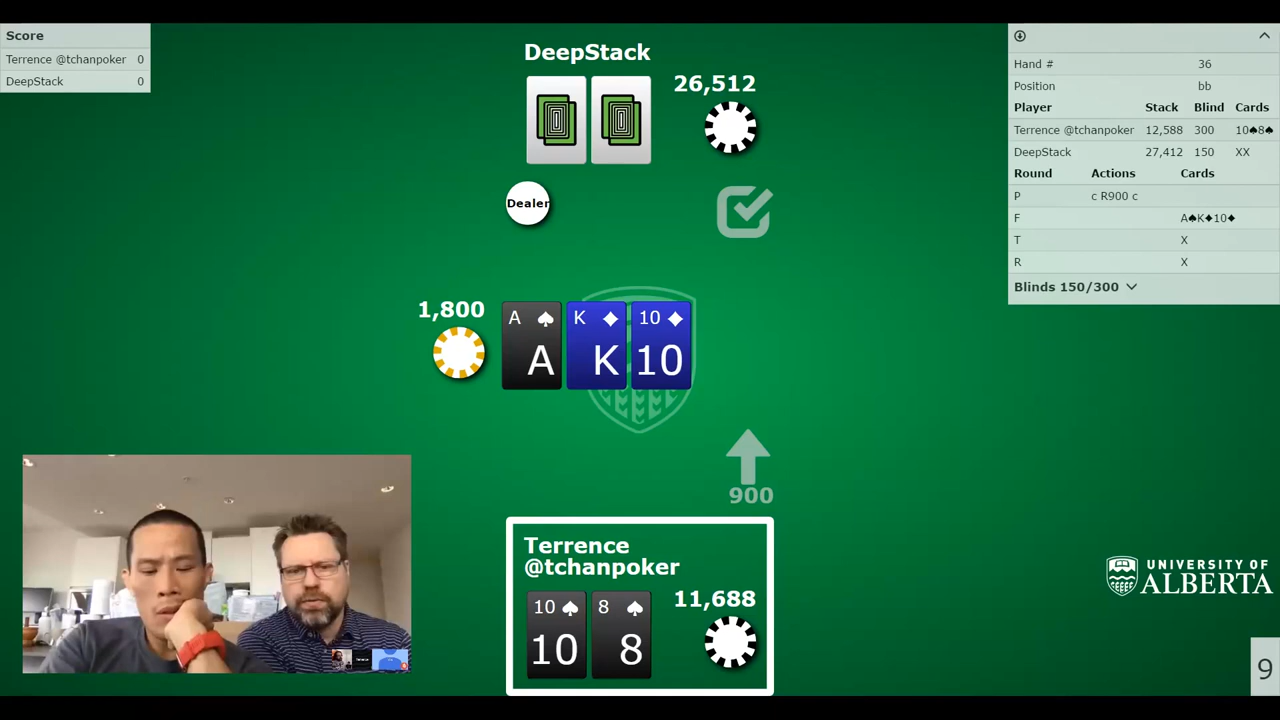 Score
Terrence @tchanpoker 0
DeepStack 0
DeepStack
26,512
Dealer
1,800
A K 10
A K 10
900
Terrence
@tchanpoker
11,688
10 8
10 8
Hand # 36
Position bb
Player Stack Blind Cards
Terrence @tchanpoker 12,588 300 10♠8♠
DeepStack 27,412 150 XX
Round Actions Cards
P c R900 c
F A♠K♦10♦
T X
R X
Blinds 150/300
UNIVERSITY OF
ALBERTA
9